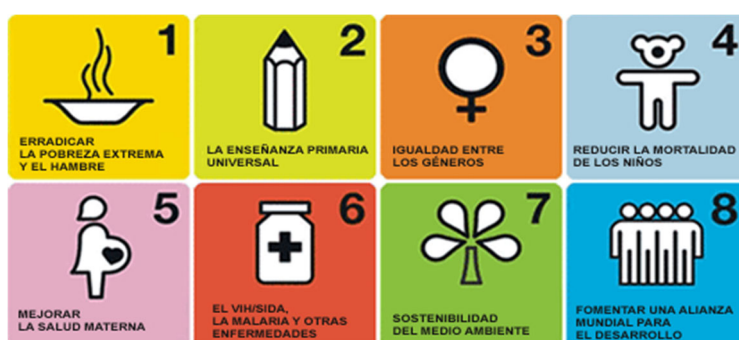 1
ERRADICAR
LA POBREZA EXTREMA
Y EL HAMBRE
2
LA ENSEÑANZA PRIMARIA
UNIVERSAL
3
IGUALDAD ENTRE
LOS GÉNEROS
4
REDUCIR LA MORTALIDAD
DE LOS NIÑOS
5
MEJORAR
LA SALUD MATERNA
6
EL VIH/SIDA,
LA MALARIA Y OTRAS
ENFERMEDADES
7
SOSTENIBILIDAD
DEL MEDIO AMBIENTE
8
FOMENTAR UNA ALIANZA
MUNDIAL PARA
EL DESARROLLO